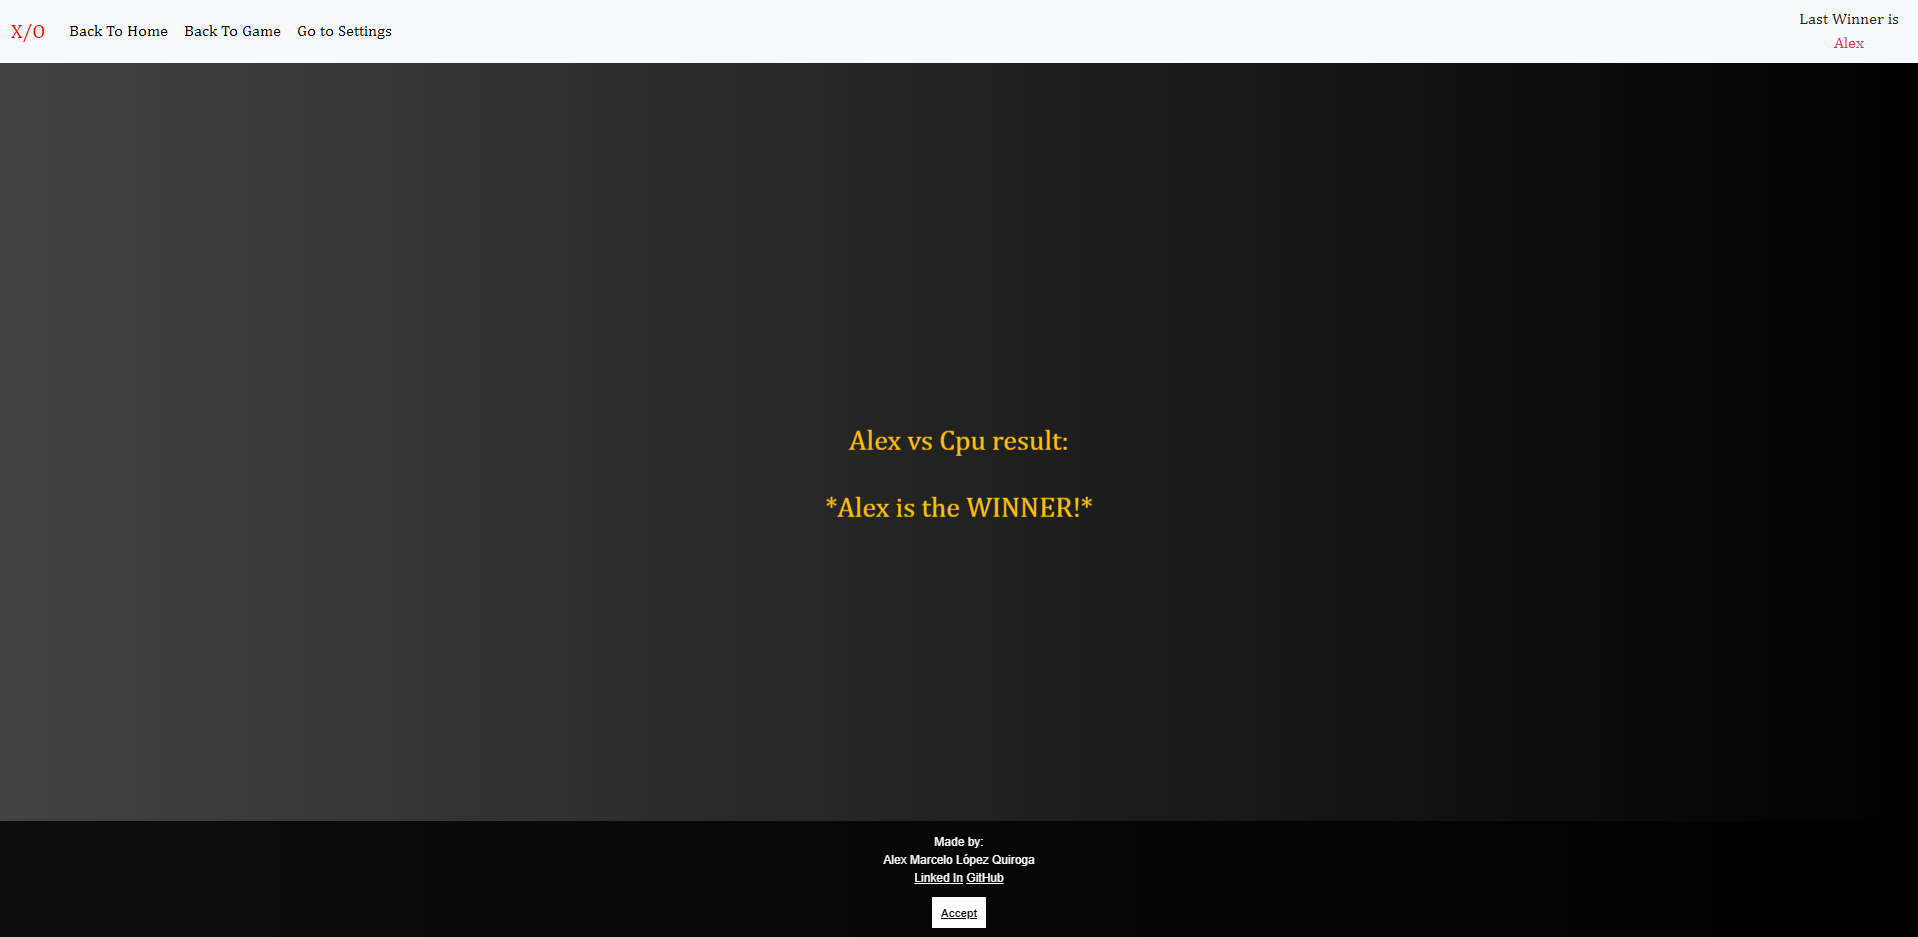 X/O Back To Home Back To Game Go to Settings
Last Winner is
Alex
Alex vs Cpu result:
*Alex is the WINNER!*
Made by:
Alex Marcelo López Quiroga
Linked In GitHub
Accept